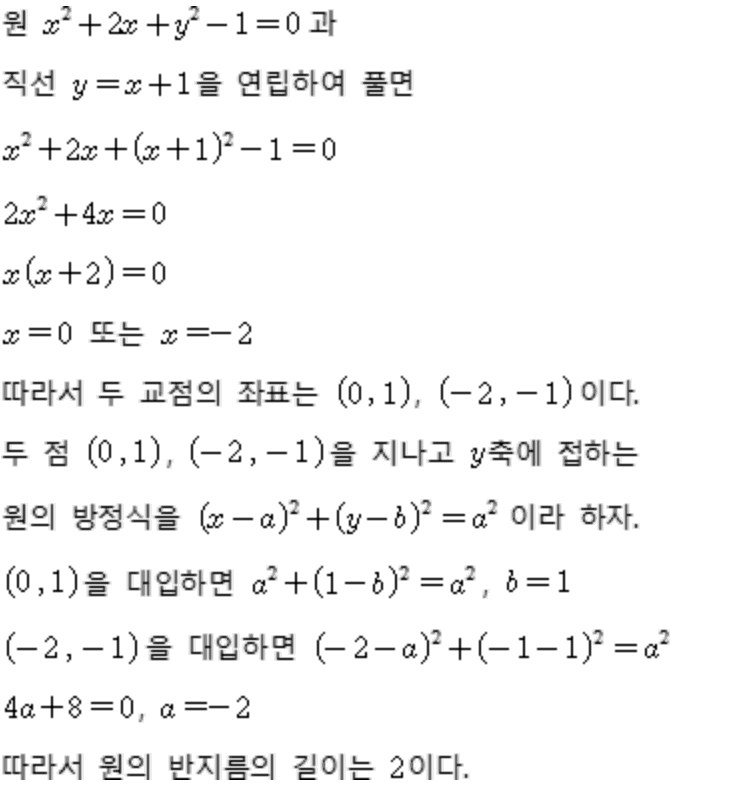 원 x²+2x+y²-1=0 과
직선 y=x+1을 연립하여 풀면
x²+2x+(x+1)²-1=0
2x²+4x=0
x(x+2)=0
x=0 또는 x=-2
따라서 두 교점의 좌표는 (0,1), (-2,-1)이다.
두 점 (0,1), (-2,-1)을 지나고 y축에 접하는
원의 방정식을 (x-a)²+(y-b)²=a² 이라 하자.
(0,1)을 대입하면 a²+(1-b)²=a², b=1
(-2,-1)을 대입하면 (-2-a)²+(-1-1)²=a²
4a+8=0, a=-2
따라서 원의 반지름의 길이는 2이다.